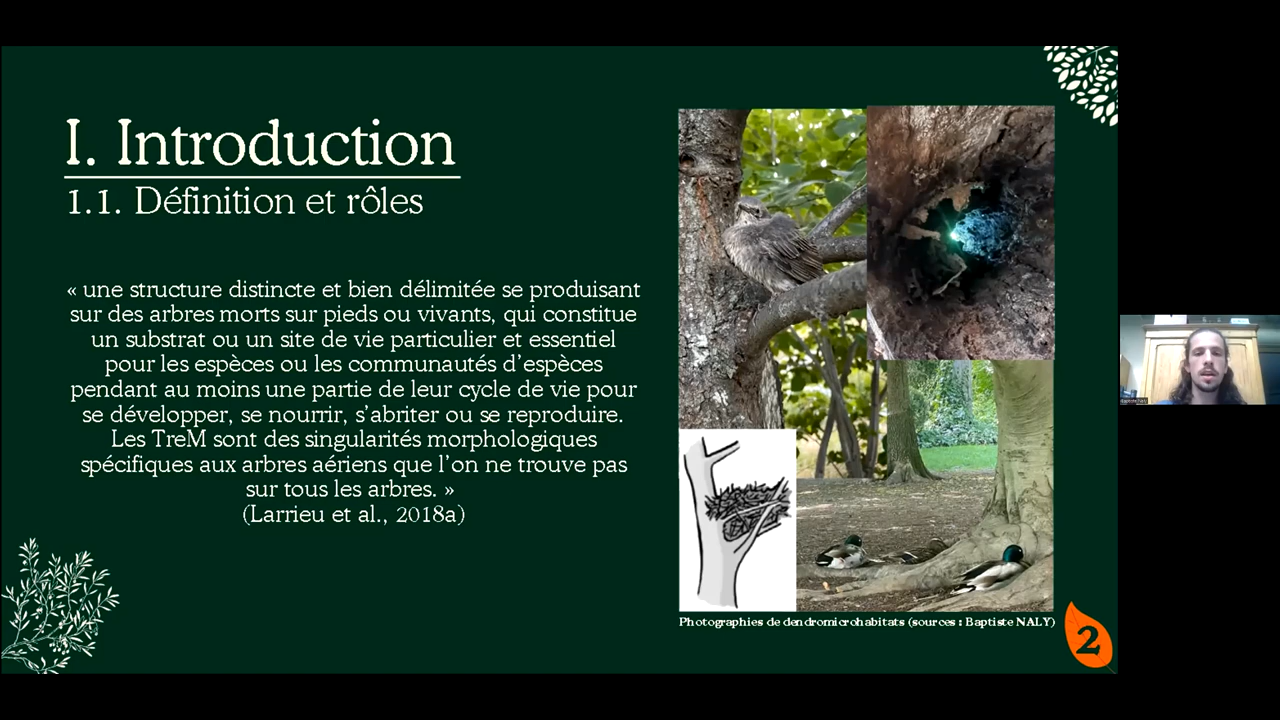 I. Introduction
1.1. Définition et rôles
« une structure distincte et bien délimitée se produisant
sur des arbres morts sur pieds ou vivants, qui constitue
un substrat ou un site de vie particulier et essentiel
pour les espèces ou les communautés d'espèces
pendant au moins une partie de leur cycle de vie pour
se développer, se nourrir, s'abriter ou se reproduire.
Les TreM sont des singularités morphologiques
spécifiques aux arbres aériens que l'on ne trouve pas
sur tous les arbres. »
(Larrieu et al., 2018a)
Photographies de dendromicrohabitats (sources : Baptiste NALY)
2
Baptiste NALY